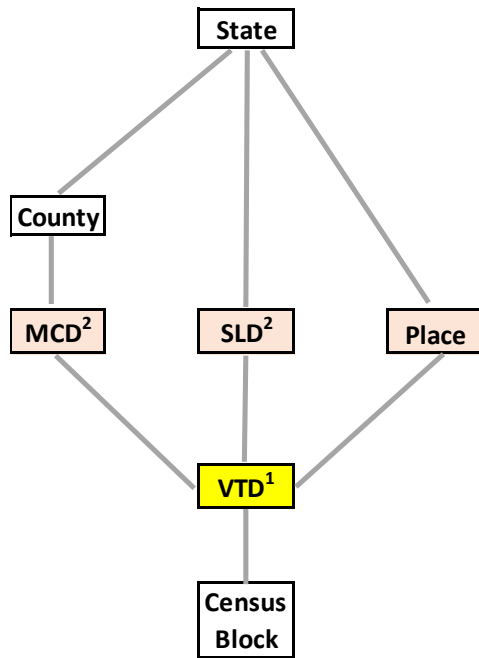 State
County
MCD²
SLD²
Place
VTD¹
Census
Block